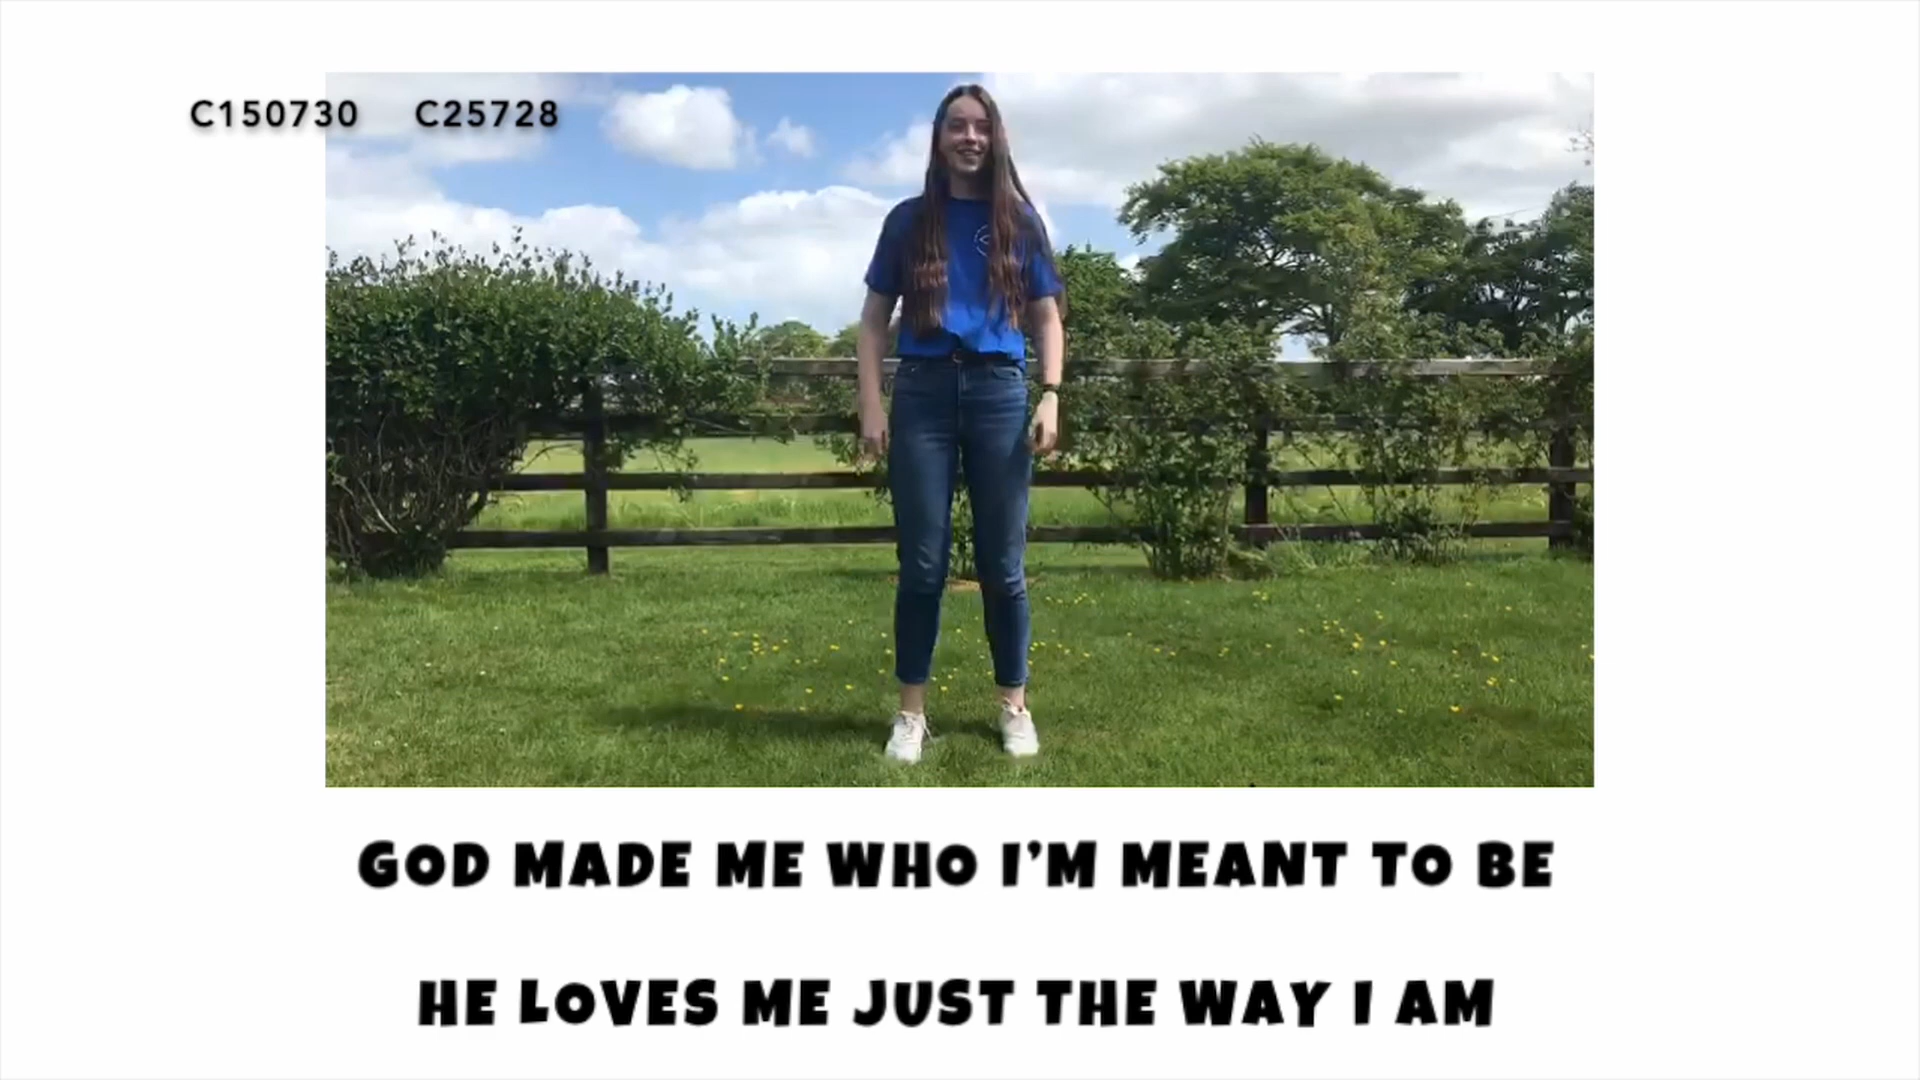 C150730 C25728
GOD MADE ME WHO I'M MEANT TO BE
HE LOVES ME JUST THE WAY I AM